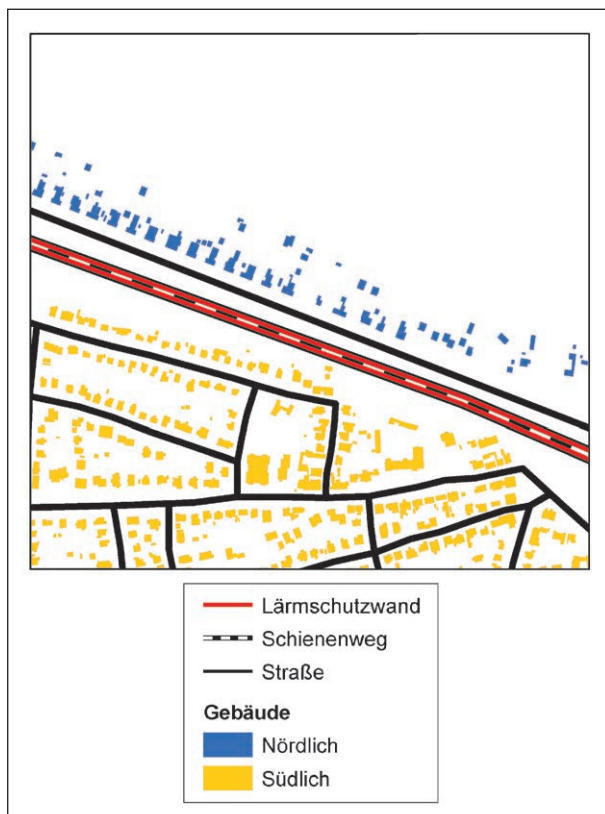 Lärmschutzwand
Schienenweg
Straße
Gebäude
Nördlich
Südlich